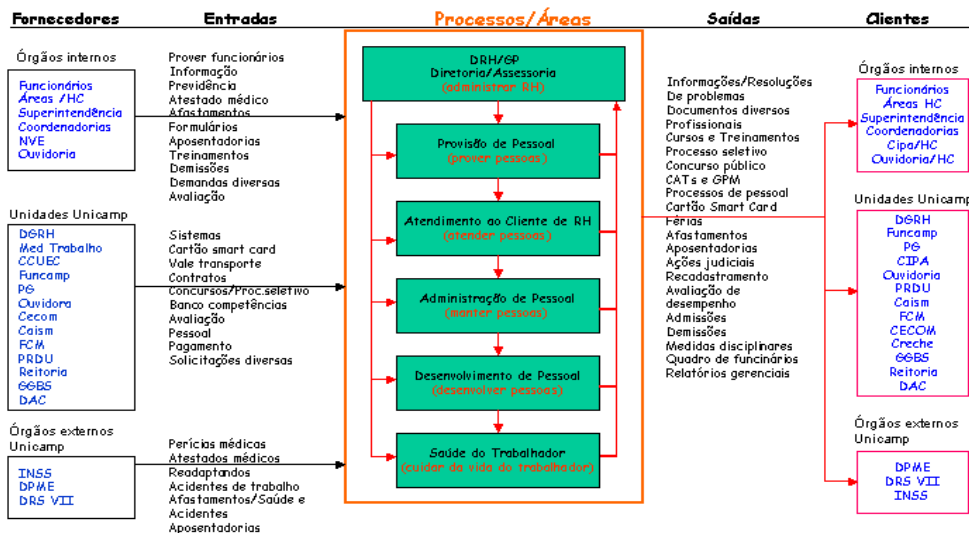 Fornecedores
Entradas
Processos/Áreas
Saídas
Clientes
Órgãos internos
Funcionários
Áreas /HC
Superintendência
Coordenadorias
NVE
Ouvidoria
Unidades Unicamp
DGRH
Med Trabalho
CCUEC
Funcamp
PG
Ouvidora
Cecom
Caism
FCM
PRDU
Reitoria
GGBS
DAC
Órgãos externos
Unicamp
INSS
DPME
DRS VII
Prover funcionários
Informação
Previdência
Atestado médico
Afastamentos
Formulários
Aposentadorias
Treinamentos
Demissões
Demandas diversas
Avaliação
Sistemas
Cartão smart card
Vale transporte
Contratos
Concursos/Proc.seletivo
Banco competências
Avaliação
Pessoal
Pagamento
Solicitações diversas
Perícias médicas
Atestados médicos
Readaptandos
Acidentes de trabalho
Afastamentos/Saúde e
Acidentes
Aposentadorias
DRH/GP
Diretoria/Assessoria
(administrar RH)
Provisão de Pessoal
(prover pessoas)
Atendimento ao Cliente de RH
(atender pessoas)
Administração de Pessoal
(manter pessoas)
Desenvolvimento de Pessoal
(desenvolver pessoas)
Saúde do Trabalhador
(cuidar da vida do trabalhador)
Informações/Resoluções
De problemas
Documentos diversos
Profissionais
Cursos e Treinamentos
Processo seletivo
Concurso público
CATs e GPM
Processos de pessoal
Cartão Smart Card
Férias
Afastamentos
Aposentadorias
Ações judiciais
Recadastramento
Avaliação de
desempenho
Admissões
Demissões
Medidas disciplinares
Quadro de funcinários
Relatórios gerenciais
Órgãos internos
Funcionários
Áreas HC
Superintendência
Coordenadorias
Cipa/HC
Ouvidoria/HC
Unidades Unicamp
DGRH
Funcamp
PG
CIPA
Ouvidoria
PRDU
Caism
FCM
CECOM
Creche
GGBS
Reitoria
DAC
Órgãos externos
Unicamp
DPME
DRS VII
INSS